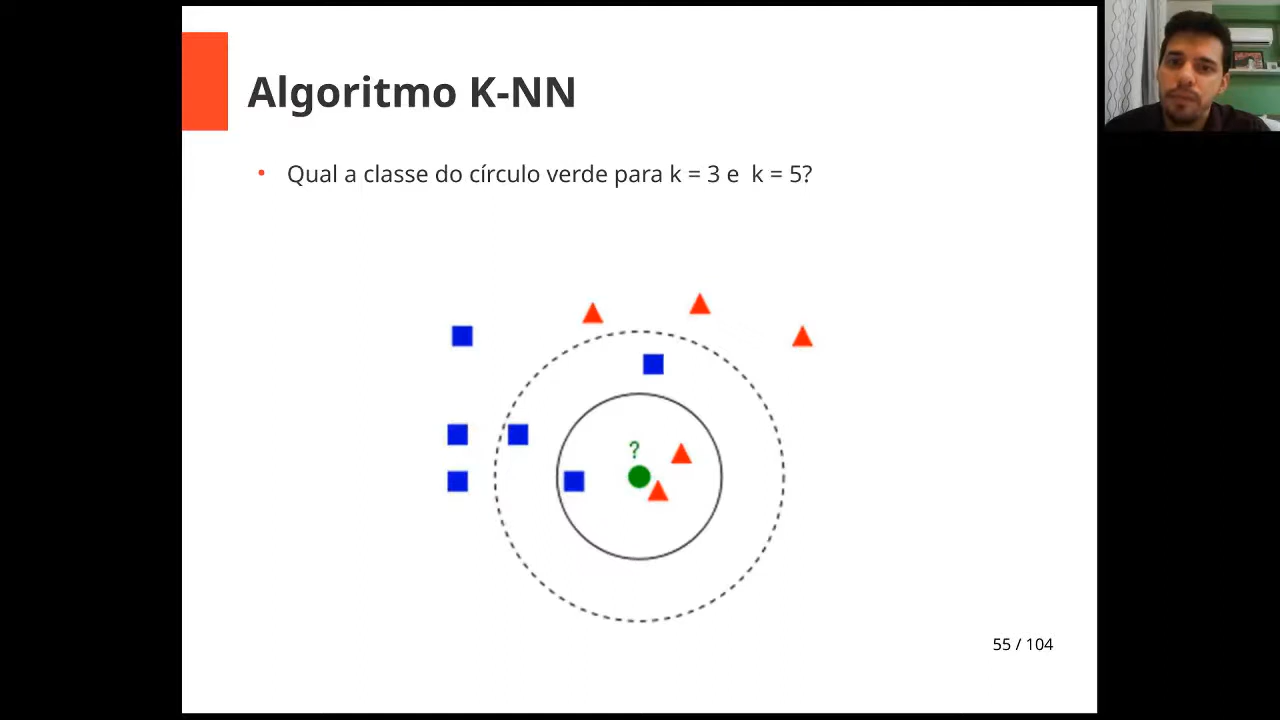 Algoritmo K-NN
• Qual a classe do círculo verde para k = 3 e  k = 5?
?
55 / 104